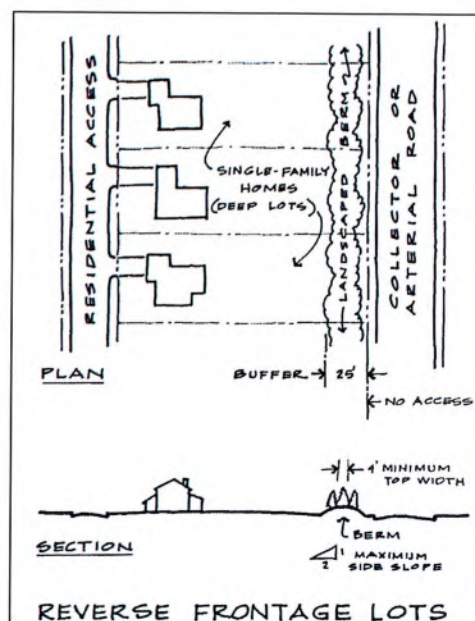 RESIDENTIAL ACCESS
SINGLE-FAMILY
HOMES
(DEEP LOTS)
LANDSCAPED BERM
COLLECTOR OR
ARTERIAL ROAD
PLAN
BUFFER 25'
NO ACCESS
4' MINIMUM
TOP WIDTH
SECTION
BERM
1
2
MAXIMUM
SIDE SLOPE
REVERSE FRONTAGE LOTS